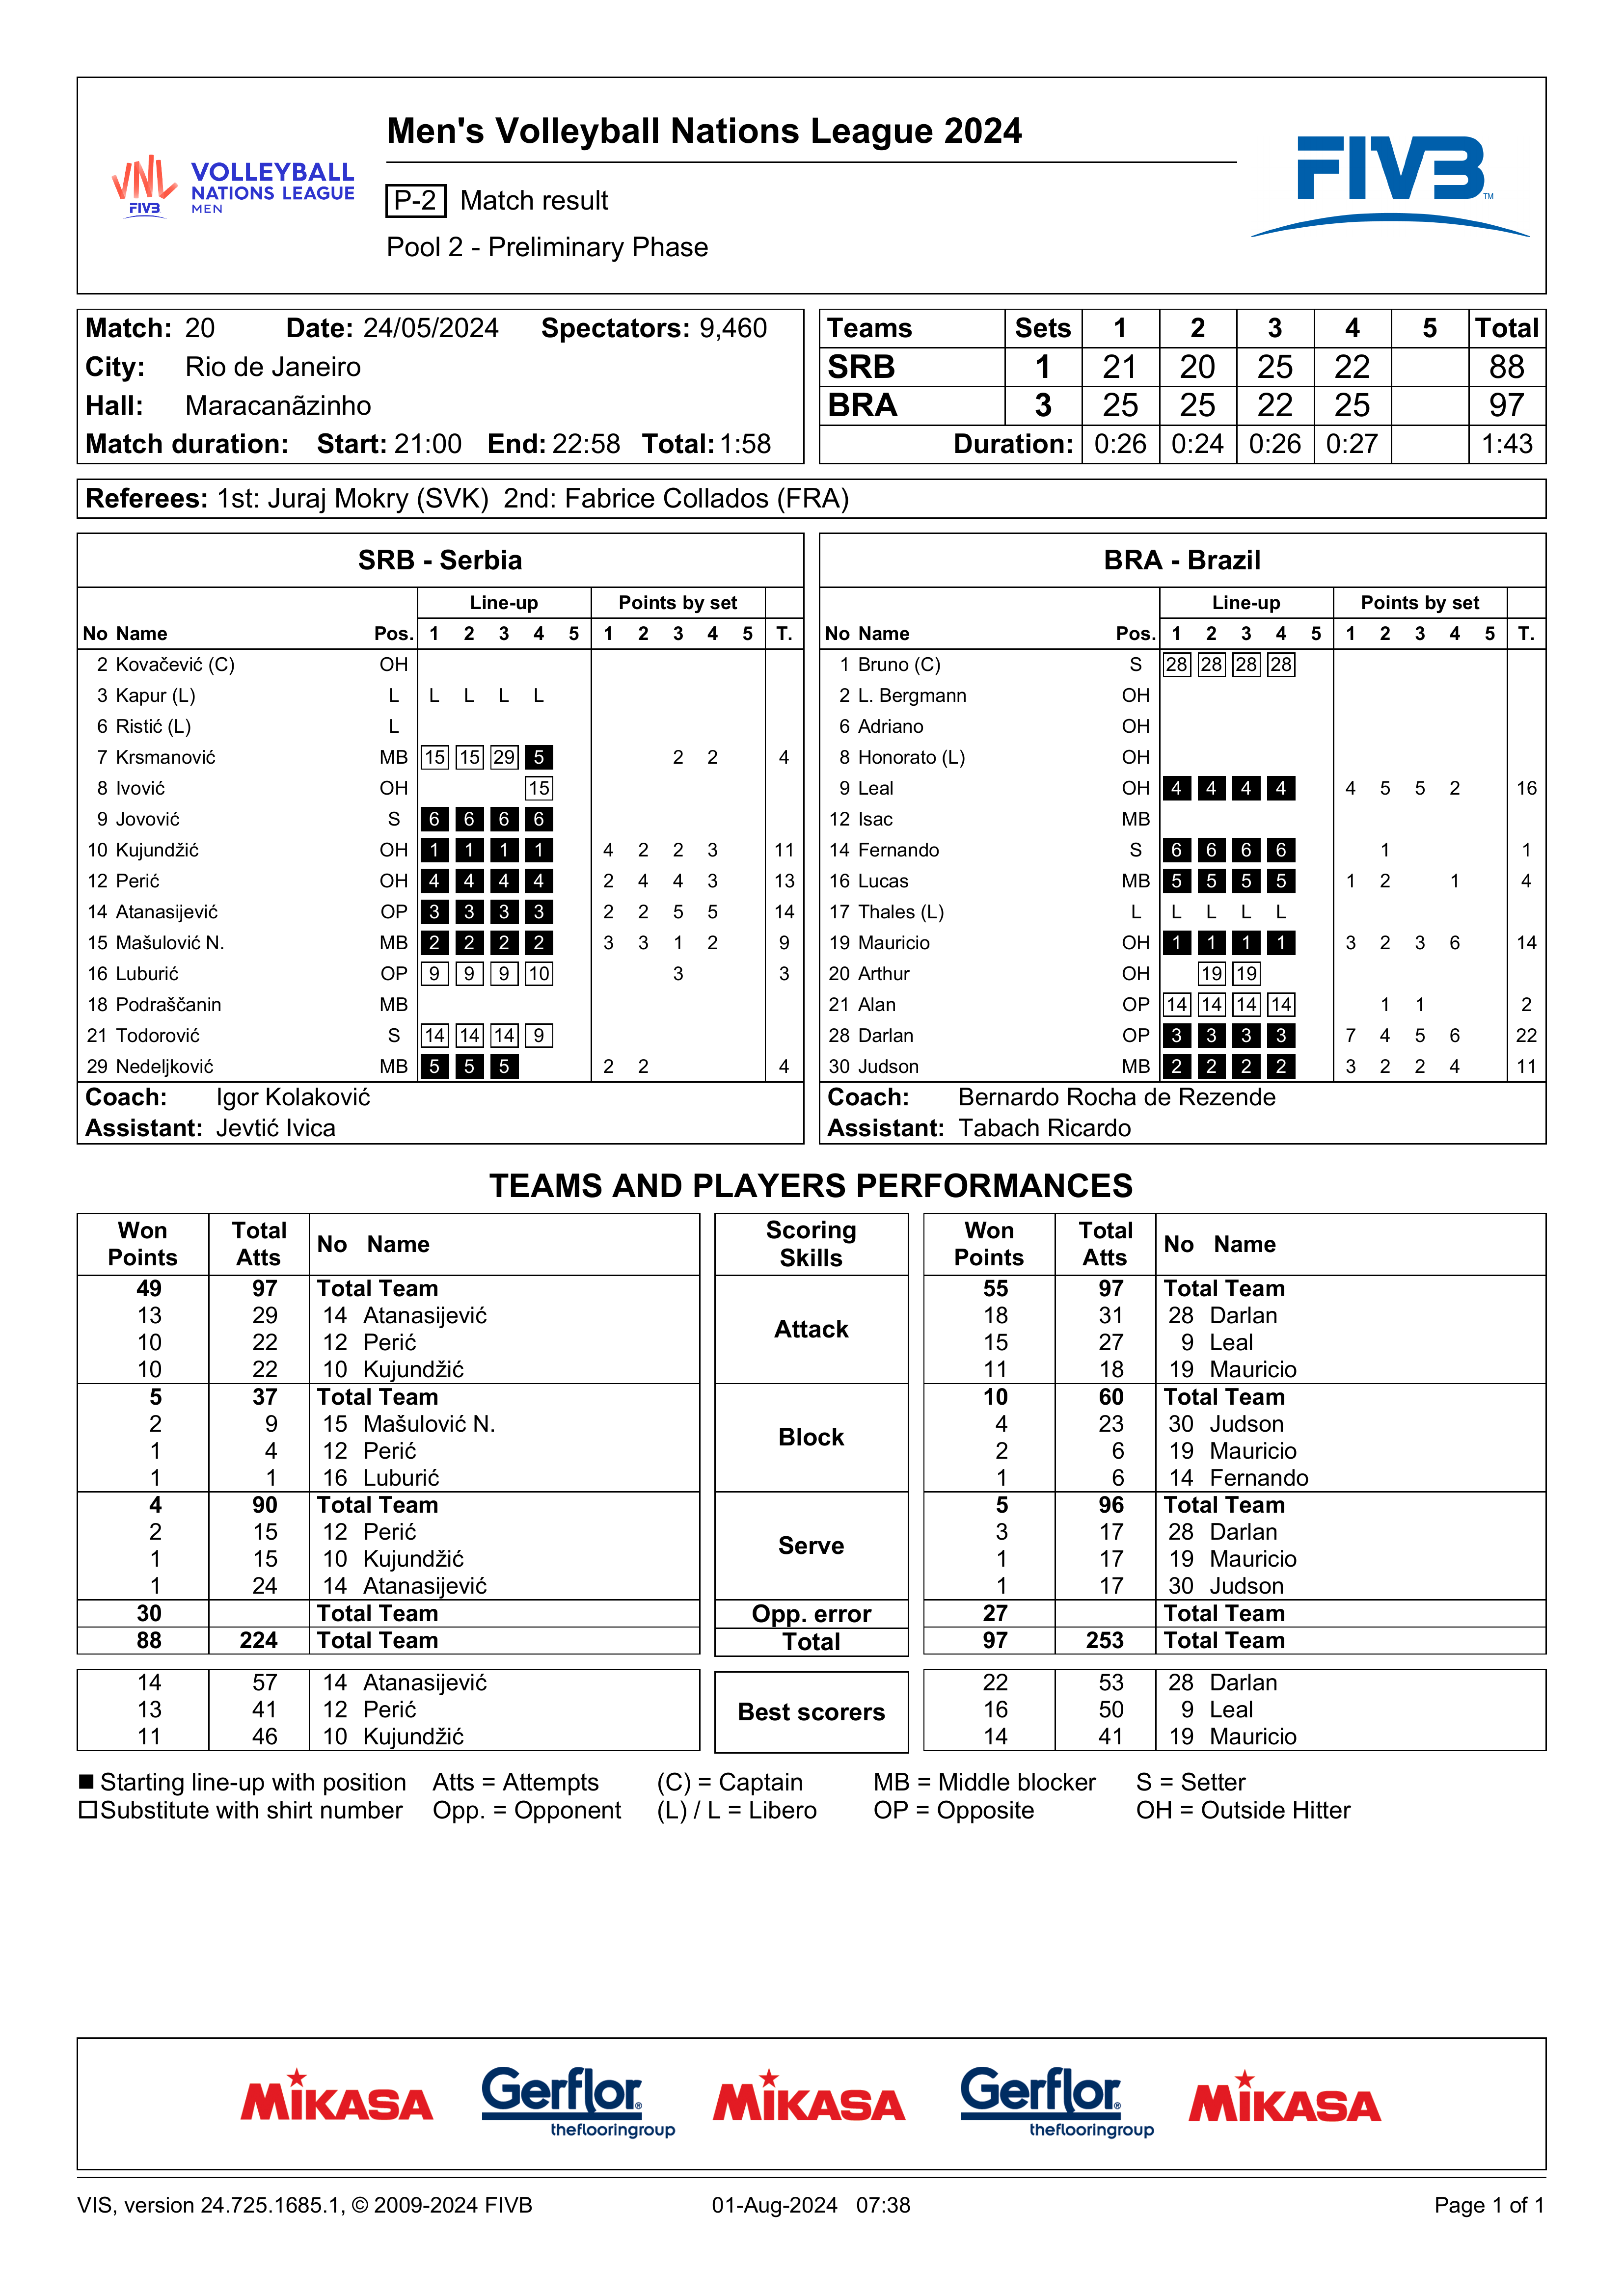 Men's Volleyball Nations League 2024
VNL FIVB VOLLEYBALL NATIONS LEAGUE MEN
P-2 Match result
Pool 2 - Preliminary Phase
FIVB TM
Match: 20 Date: 24/05/2024 Spectators: 9,460
City: Rio de Janeiro
Hall: Maracanãzinho
Match duration: Start: 21:00 End: 22:58 Total: 1:58
Teams Sets 1 2 3 4 5 Total
SRB 1 21 20 25 22 88
BRA 3 25 25 22 25 97
Duration: 0:26 0:24 0:26 0:27 1:43
Referees: 1st: Juraj Mokry (SVK) 2nd: Fabrice Collados (FRA)
SRB - Serbia
Line-up Points by set
No Name Pos. 1 2 3 4 5 1 2 3 4 5 T.
2 Kovačević (C) OH
3 Kapur (L) L L L L L
6 Ristić (L) L
7 Krsmanović MB 15 15 29 5 2 2 4
8 Ivović OH 15
9 Jovović S 6 6 6 6
10 Kujundžić OH 1 1 1 1 4 2 2 3 11
12 Perić OH 4 4 4 4 2 4 4 3 13
14 Atanasijević OP 3 3 3 3 2 2 5 5 14
15 Mašulović N. MB 2 2 2 2 3 3 1 2 9
16 Luburić OP 9 9 9 10 3 3
18 Podraščanin MB
21 Todorović S 14 14 14 9
29 Nedeljković MB 5 5 5 2 2 4
Coach: Igor Kolaković
Assistant: Jevtić Ivica
BRA - Brazil
Line-up Points by set
No Name Pos. 1 2 3 4 5 1 2 3 4 5 T.
1 Bruno (C) S 28 28 28 28
2 L. Bergmann OH
6 Adriano OH
8 Honorato (L) OH
9 Leal OH 4 4 4 4 4 5 5 2 16
12 Isac MB
14 Fernando S 6 6 6 6 1 1
16 Lucas MB 5 5 5 5 1 2 1 4
17 Thales (L) L L L L L
19 Mauricio OH 1 1 1 1 3 2 3 6 14
20 Arthur OH 19 19
21 Alan OP 14 14 14 14 1 1 2
28 Darlan OP 3 3 3 3 7 4 5 6 22
30 Judson MB 2 2 2 2 3 2 2 4 11
Coach: Bernardo Rocha de Rezende
Assistant: Tabach Ricardo
TEAMS AND PLAYERS PERFORMANCES
Won Points Total Atts No Name Scoring Skills Won Points Total Atts No Name
49 97 Total Team Attack 55 97 Total Team
13 29 14 Atanasijević 18 31 28 Darlan
10 22 12 Perić 15 27 9 Leal
10 22 10 Kujundžić 11 18 19 Mauricio
5 37 Total Team Block 10 60 Total Team
2 9 15 Mašulović N. 4 23 30 Judson
1 4 12 Perić 2 6 19 Mauricio
1 1 16 Luburić 1 6 14 Fernando
4 90 Total Team Serve 5 96 Total Team
2 15 12 Perić 3 17 28 Darlan
1 15 10 Kujundžić 1 17 19 Mauricio
1 24 14 Atanasijević 1 17 30 Judson
30 Total Team Opp. error 27 Total Team
88 224 Total Team Total 97 253 Total Team
14 57 14 Atanasijević Best scorers 22 53 28 Darlan
13 41 12 Perić 16 50 9 Leal
11 46 10 Kujundžić 14 41 19 Mauricio
Starting line-up with position Atts = Attempts (C) = Captain MB = Middle blocker S = Setter
Substitute with shirt number Opp. = Opponent (L) / L = Libero OP = Opposite OH = Outside Hitter
MIKASA Gerflor® theflooringgroup MIKASA Gerflor® theflooringgroup MIKASA
VIS, version 24.725.1685.1, © 2009-2024 FIVB 01-Aug-2024 07:38 Page 1 of 1